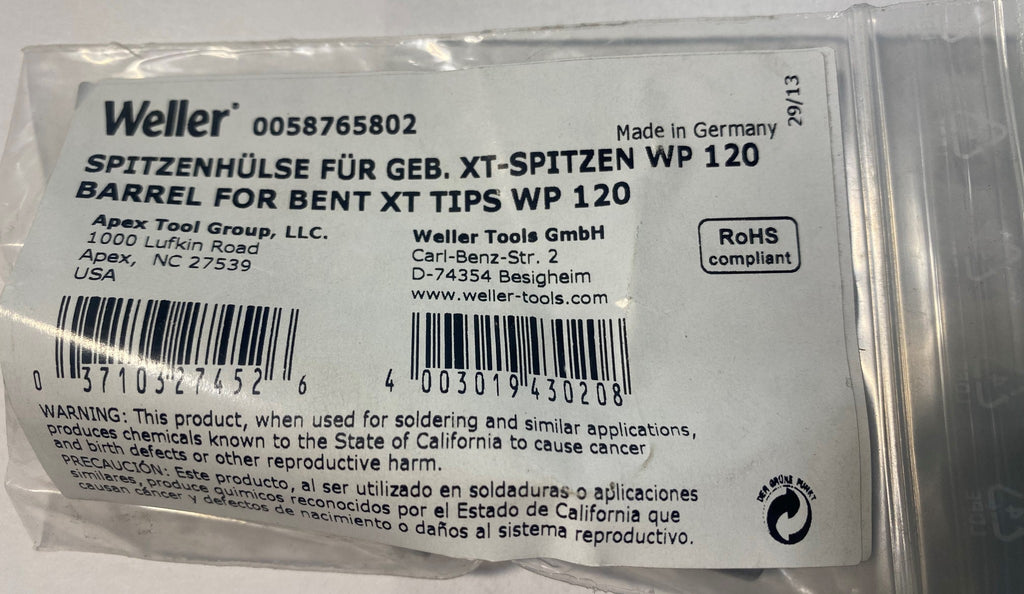 Weller® 0058765802
Made in Germany
29/13
SPITZENHÜLSE FÜR GEB. XT-SPITZEN WP 120
BARREL FOR BENT XT TIPS WP 120
Apex Tool Group, LLC.
1000 Lufkin Road
Apex, NC 27539
USA
Weller Tools GmbH
Carl-Benz-Str. 2
D-74354 Besigheim
www.weller-tools.com
RoHS
compliant
0 37103 27452 6
4 003019 430208
WARNING: This product, when used for soldering and similar applications,
produces chemicals known to the State of California to cause cancer
and birth defects or other reproductive harm.
PRECAUCIÓN: Este producto, al ser utilizado en soldaduras o aplicaciones
similares, produce químicos reconocidos por el Estado de California que
causan cáncer y defectos de nacimiento o daños al sistema reproductivo.
DER GRÜNE PUNKT